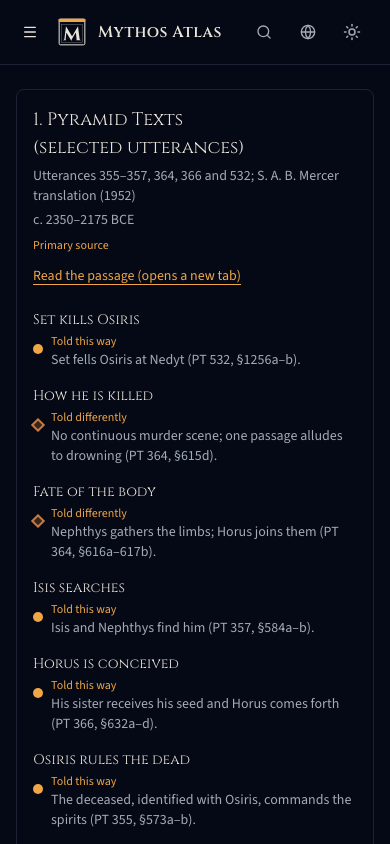 M
Mythos Atlas
1. Pyramid Texts
(selected utterances)
Utterances 355–357, 364, 366 and 532; S. A. B. Mercer
translation (1952)
c. 2350–2175 BCE
Primary source
Read the passage (opens a new tab)
Set kills Osiris
Told this way
Set fells Osiris at Nedyt (PT 532, §1256a–b).
How he is killed
Told differently
No continuous murder scene; one passage alludes
to drowning (PT 364, §615d).
Fate of the body
Told differently
Nephthys gathers the limbs; Horus joins them (PT
364, §616a–617b).
Isis searches
Told this way
Isis and Nephthys find him (PT 357, §584a–b).
Horus is conceived
Told this way
His sister receives his seed and Horus comes forth
(PT 366, §632a–d).
Osiris rules the dead
Told this way
The deceased, identified with Osiris, commands the
spirits (PT 355, §573a–b).